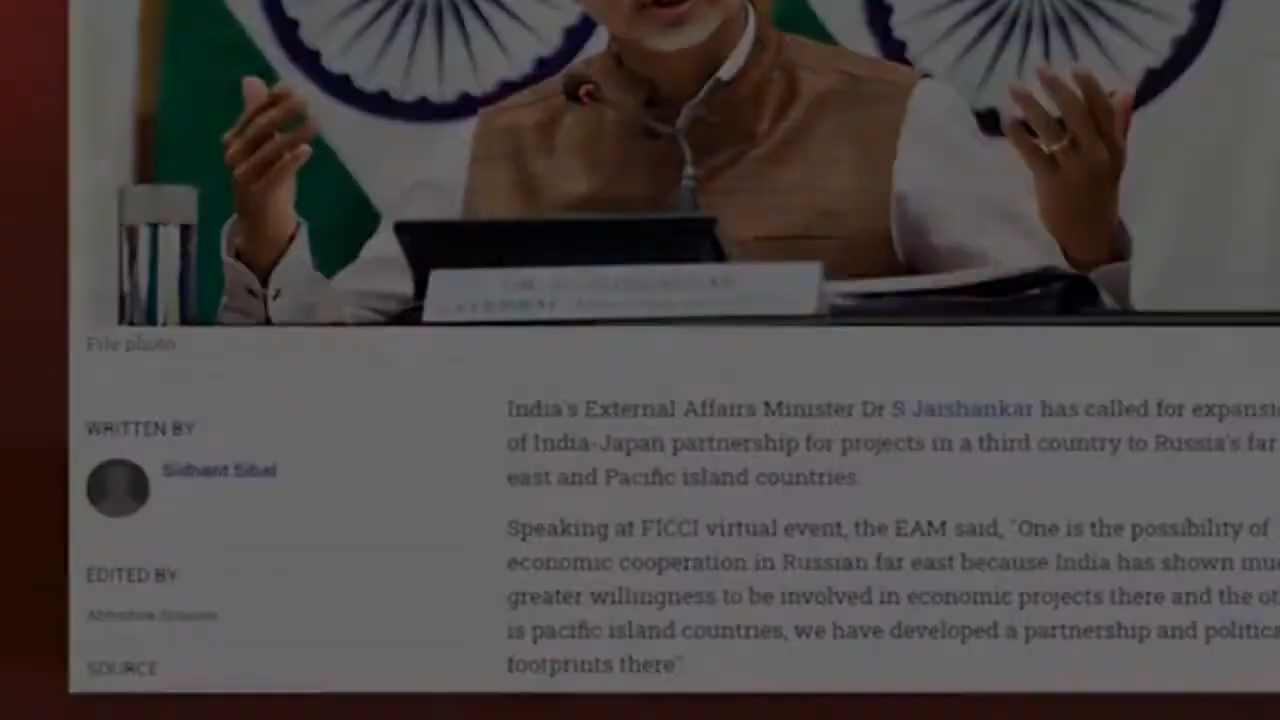 File photo
WRITTEN BY
Sidhant Sibal
EDITED BY
SOURCE
India's External Affairs Minister Dr S Jaishankar has called for expansi
of India-Japan partnership for projects in a third country to Russia's far
east and Pacific island countries.
Speaking at FICCI virtual event, the EAM said, "One is the possibility of
economic cooperation in Russian far east because India has shown mu
greater willingness to be involved in economic projects there and the ot
is pacific island countries, we have developed a partnership and politica
footprints there"